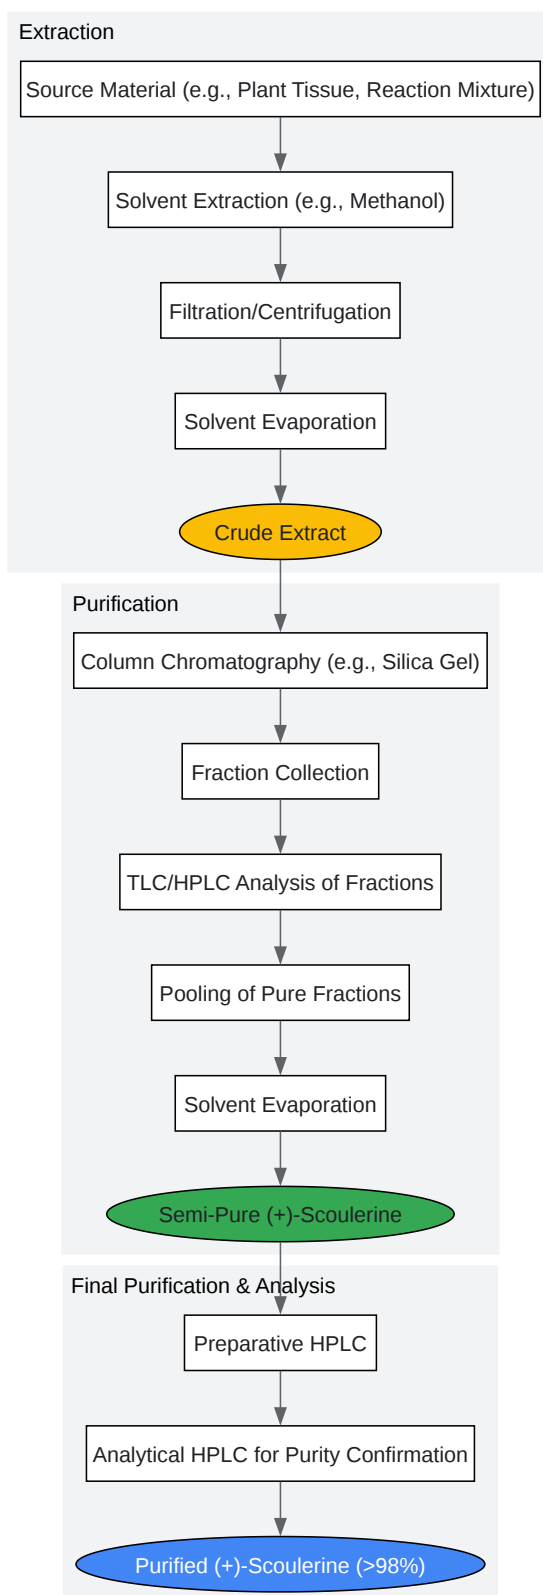 Extraction
Source Material (e.g., Plant Tissue, Reaction Mixture)
Solvent Extraction (e.g., Methanol)
Filtration/Centrifugation
Solvent Evaporation
Crude Extract
Purification
Column Chromatography (e.g., Silica Gel)
Fraction Collection
TLC/HPLC Analysis of Fractions
Pooling of Pure Fractions
Solvent Evaporation
Semi-Pure (+)-Scoulerine
Final Purification & Analysis
Preparative HPLC
Analytical HPLC for Purity Confirmation
Purified (+)-Scoulerine (>98%)